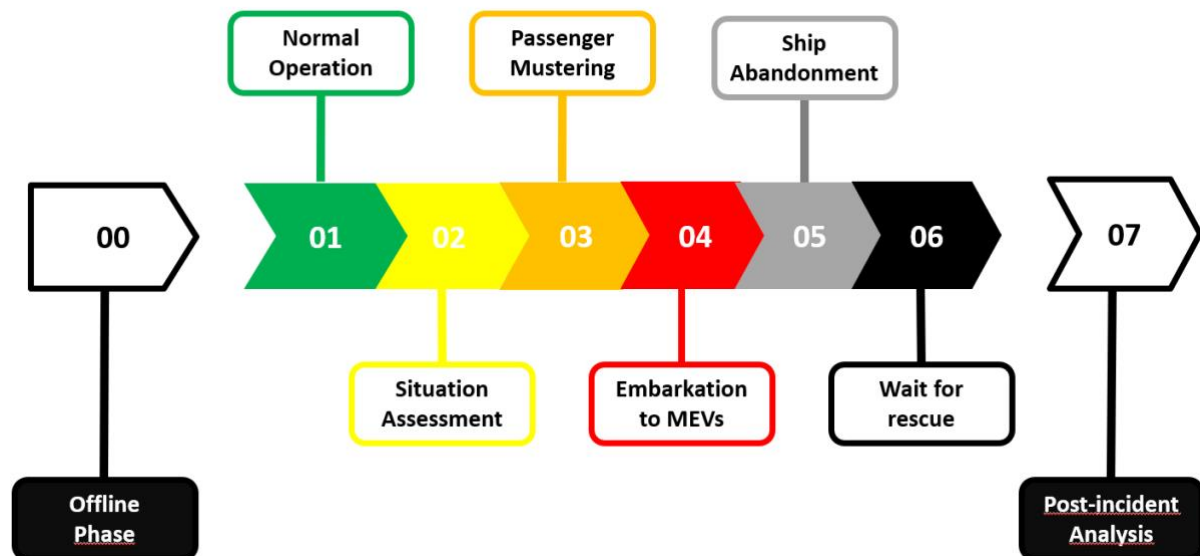 Normal
Operation
Passenger
Mustering
Ship
Abandonment
00
01
02
03
04
05
06
07
Situation
Assessment
Embarkation
to MEVs
Wait for
rescue
Offline
Phase
Post-incident
Analysis